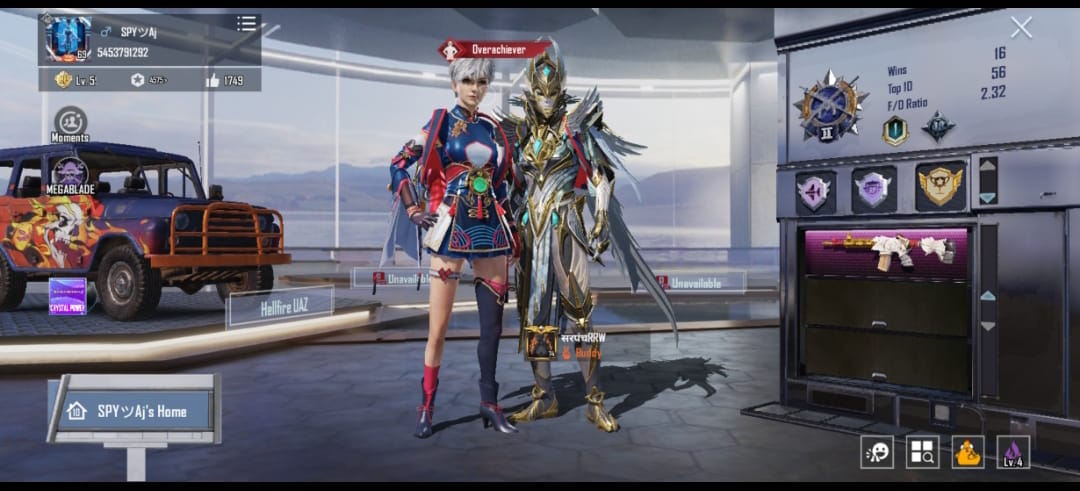 SPYツAj
69
5453791292
Lv. 5
1749
Moments
MEGABLADE
CRYSTAL POWER
Hellfire UAZ
10 SPYツAj's Home
Overachiever
Unavailable
Unavailable
सरपंचRRW
Buddy
Wins 16
Top 10 56
F/D Ratio 2.32
II
Lv.4